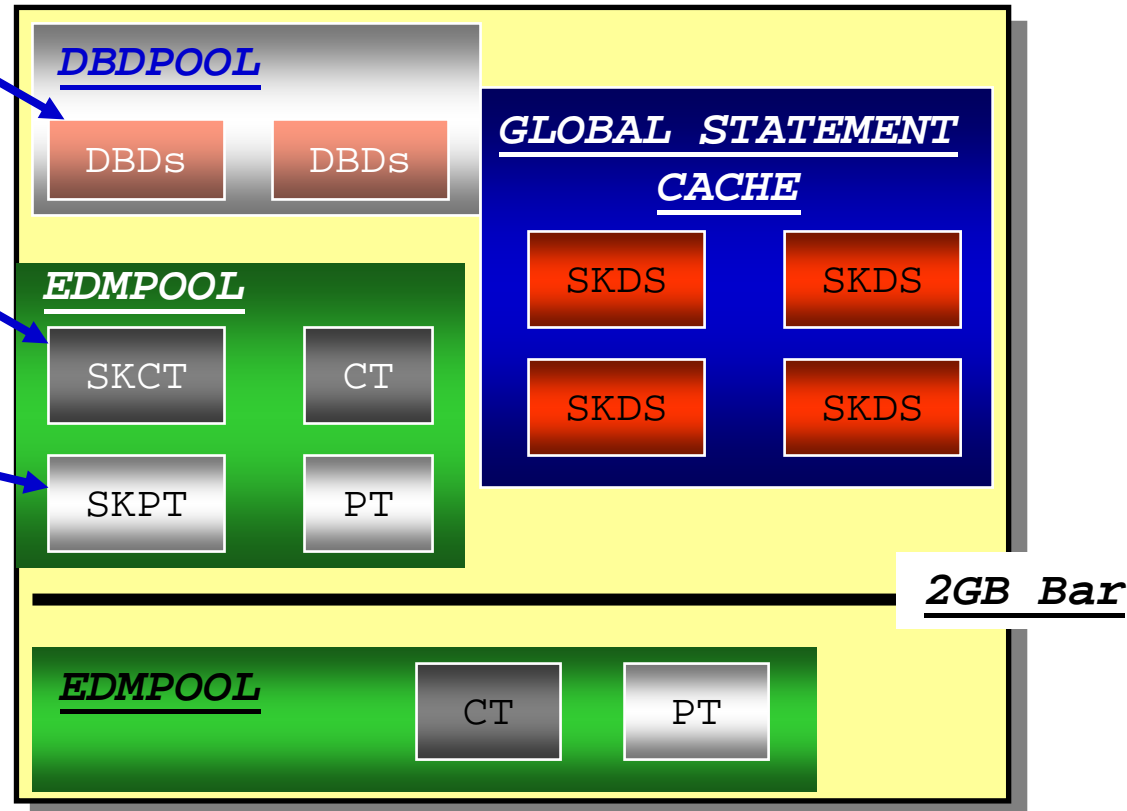 DBDPOOL
DBDs DBDs
GLOBAL STATEMENT
CACHE
SKDS SKDS
SKDS SKDS
EDMPOOL
SKCT CT
SKPT PT
2GB Bar
EDMPOOL
CT PT